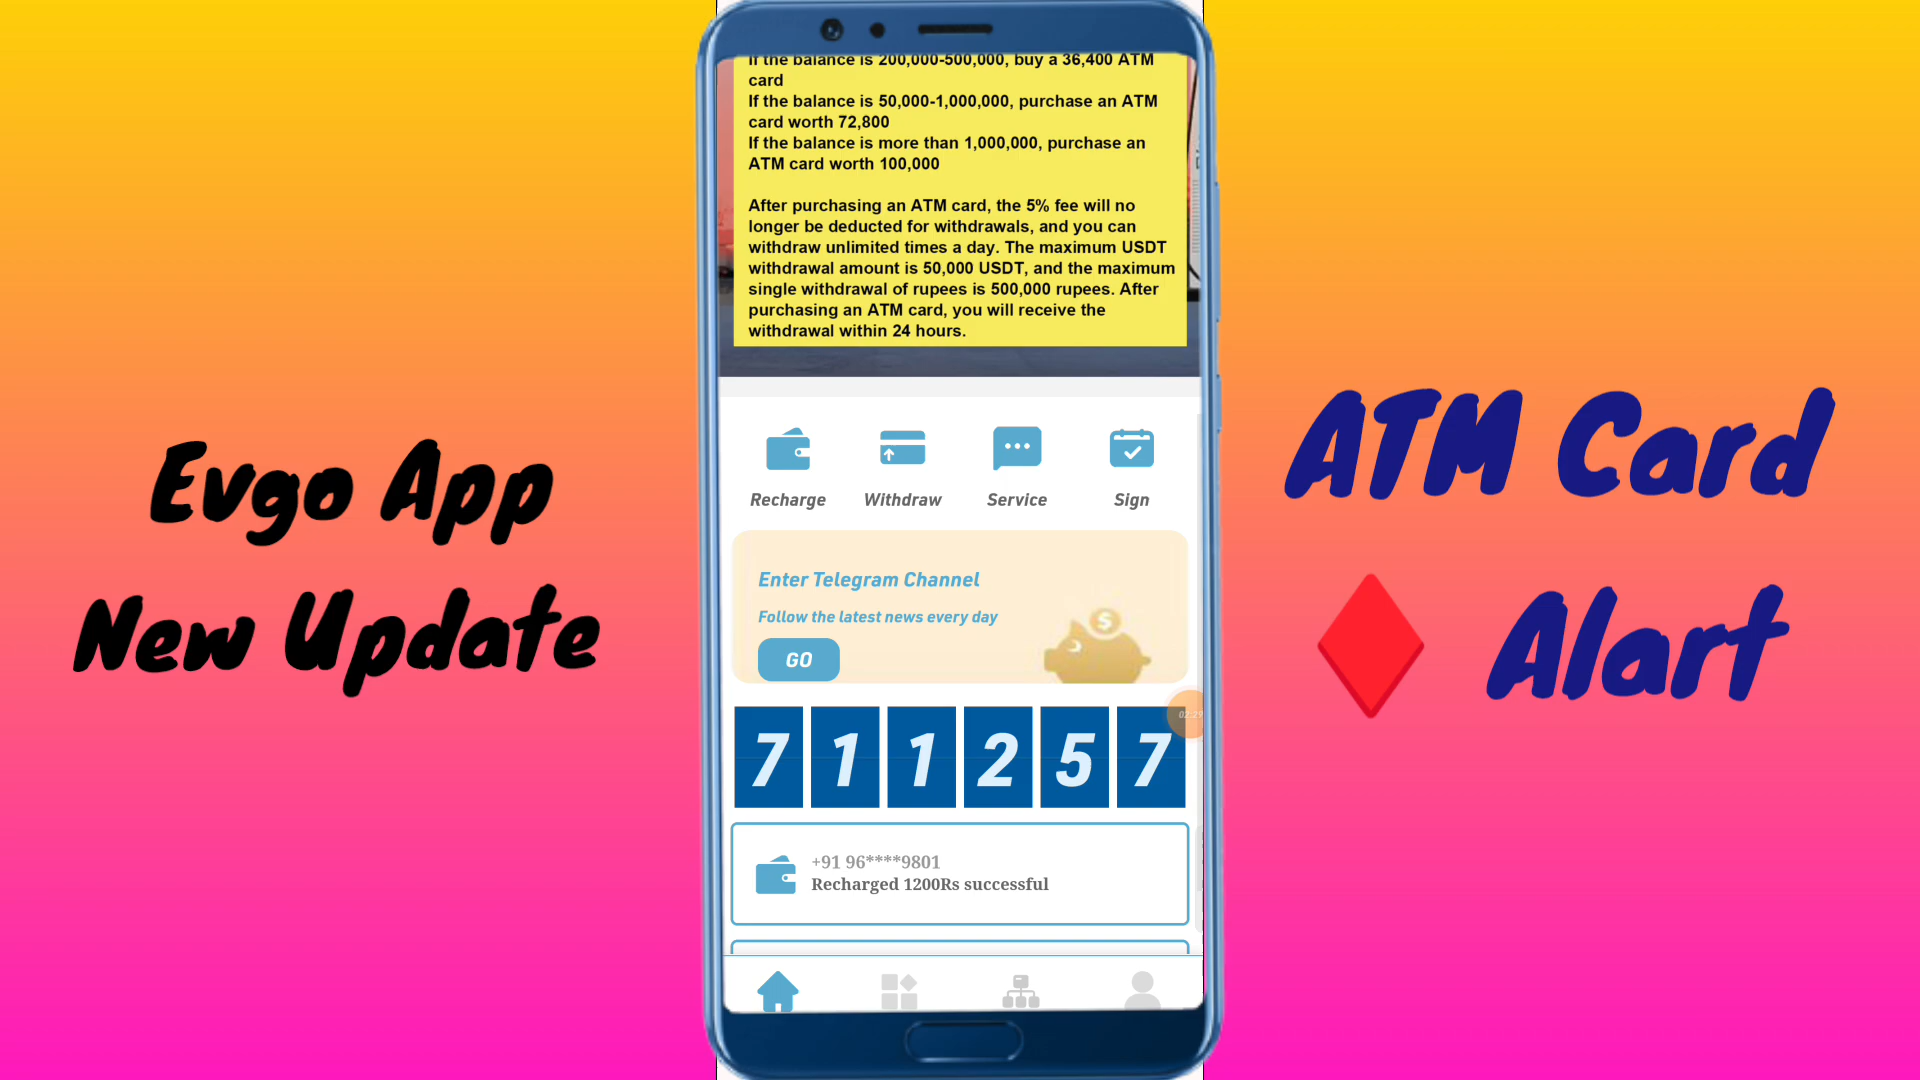 Evgo App
New Update
If the balance is 200,000-500,000, buy a 36,400 ATM
card
If the balance is 50,000-1,000,000, purchase an ATM
card worth 72,800
If the balance is more than 1,000,000, purchase an
ATM card worth 100,000
After purchasing an ATM card, the 5% fee will no
longer be deducted for withdrawals, and you can
withdraw unlimited times a day. The maximum USDT
withdrawal amount is 50,000 USDT, and the maximum
single withdrawal of rupees is 500,000 rupees. After
purchasing an ATM card, you will receive the
withdrawal within 24 hours.
Recharge Withdraw Service Sign
Enter Telegram Channel
Follow the latest news every day
GO
02:29
7 1 1 2 5 7
+91 96****9801
Recharged 1200Rs successful
ATM Card
Alart